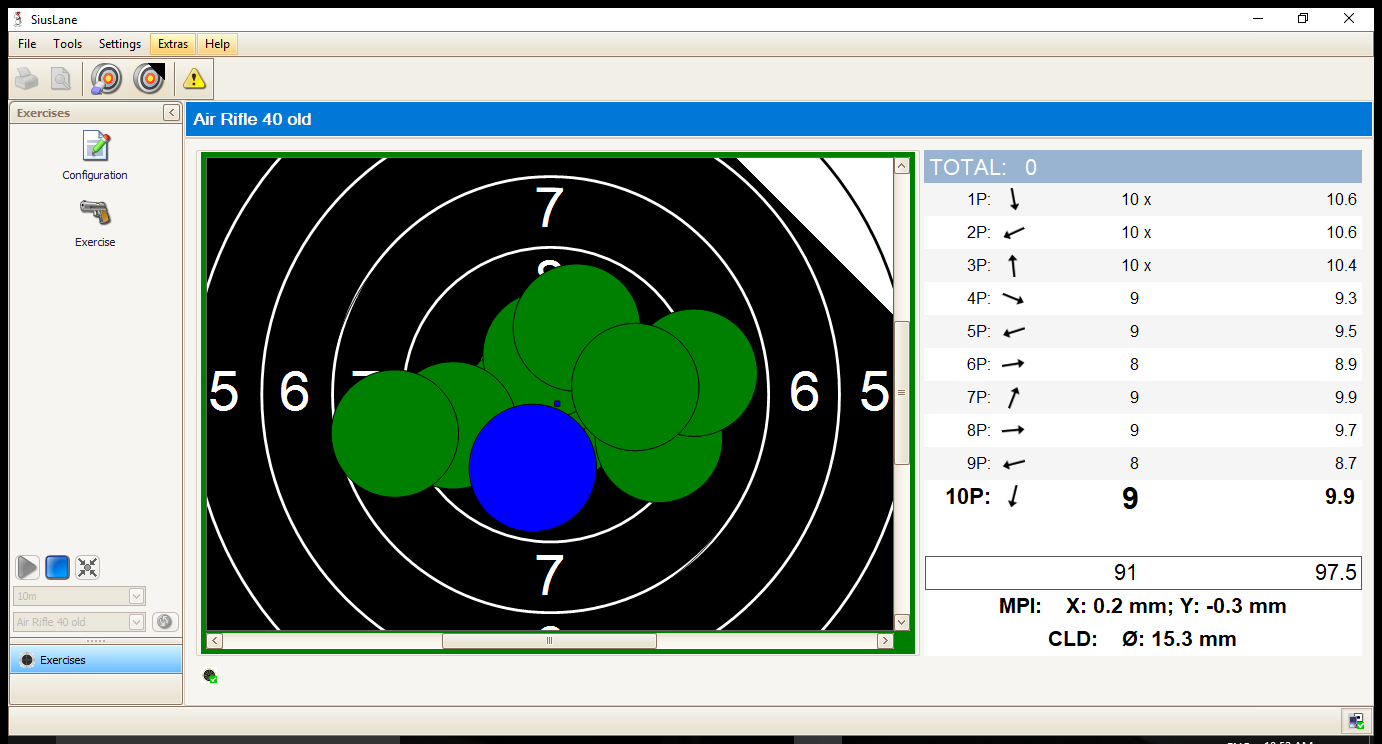 SiusLane
File Tools Settings Extras Help
Exercises
Configuration
Exercise
10m
Air Rifle 40 old
Exercises
Air Rifle 40 old
7
5 6 6 5
7
TOTAL: 0
1P: 10 x 10.6
2P: 10 x 10.6
3P: 10 x 10.4
4P: 9 9.3
5P: 9 9.5
6P: 8 8.9
7P: 9 9.9
8P: 9 9.7
9P: 8 8.7
10P: 9 9.9
91 97.5
MPI: X: 0.2 mm; Y: -0.3 mm
CLD: Ø: 15.3 mm